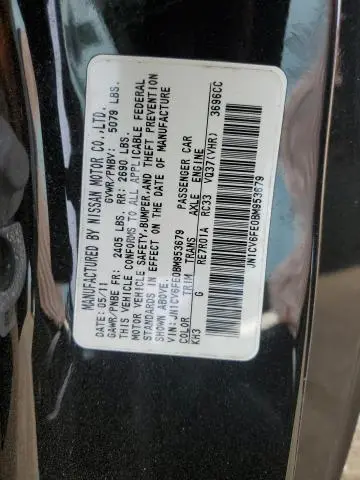 MANUFACTURED BY NISSAN MOTOR CO.,LTD.
DATE:05/11 GVWR/PNBV: 5079 LBS.
GAWR/PNBE FR: 2405 LBS. RR: 2690 LBS.
THIS VEHICLE CONFORMS TO ALL APPLICABLE FEDERAL
MOTOR VEHICLE SAFETY,BUMPER,AND THEFT PREVENTION
STANDARDS IN EFFECT ON THE DATE OF MANUFACTURE
SHOWN ABOVE.
VIN:JN1CV6FE0BM953679 PASSENGER CAR
COLOR TRIM TRANS AXLE ENGINE
KH3 G RE7R01A RC33 VQ37(VHR) 3696CC
JN1CV6FE0BM953679